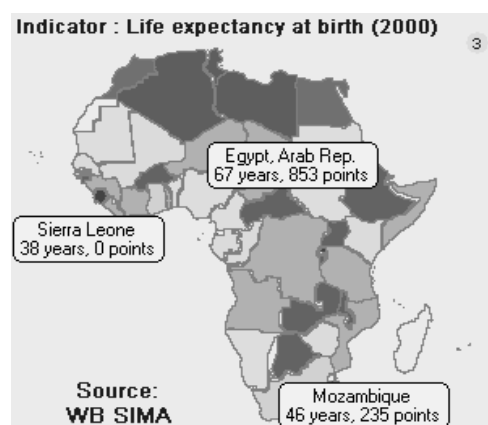 Indicator : Life expectancy at birth (2000)
3
Egypt, Arab Rep.
67 years, 853 points
Sierra Leone
38 years, 0 points
Mozambique
46 years, 235 points
Source:
WB SIMA